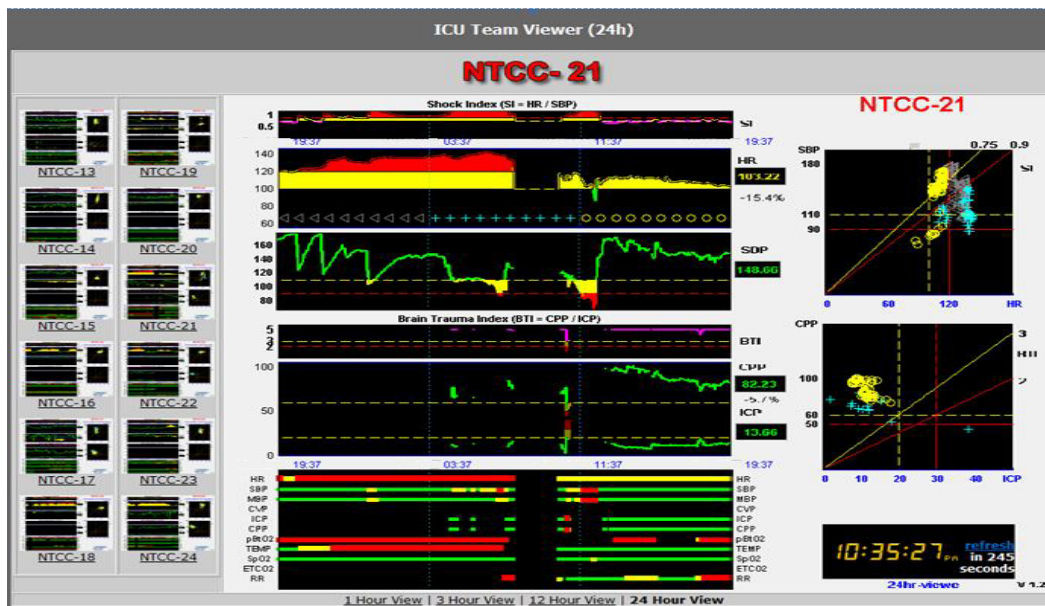 ICU Team Viewer (24h)
NTCC- 21
NTCC-13 NTCC-19
NTCC-14 NTCC-20
NTCC-15 NTCC-21
NTCC-16 NTCC-22
NTCC-17 NTCC-23
NTCC-18 NTCC-24
Shock Index (SI = HR / SBP)
1
0.5
SI
19:37 03:37 11:37 19:37
140
120
100
80
60
HR
103.22
-15.4%
160
140
120
100
80
SBP
148.66
Brain Trauma Index (BTI = CPP / ICP)
5
3
2
BTI
100
50
0
CPP
82.23
-5.7%
ICP
13.66
19:37 03:37 11:37 19:37
HR HR
SBP SBP
MBP MBP
CVP CVP
ICP ICP
CPP CPP
pBtO2 pBtO2
TEMP TEMP
SpO2 SpO2
ETCO2 ETCO2
RR RR
NTCC-21
SBP 0.75 0.9
180
SI
110
90
0 60 120 HR
CPP
3
100
2
60
50
0 10 20 30 40 ICP
10:35:27 PM refresh
in 245
seconds
24hr-viewe V 1.2
1 Hour View | 3 Hour View | 12 Hour View | 24 Hour View